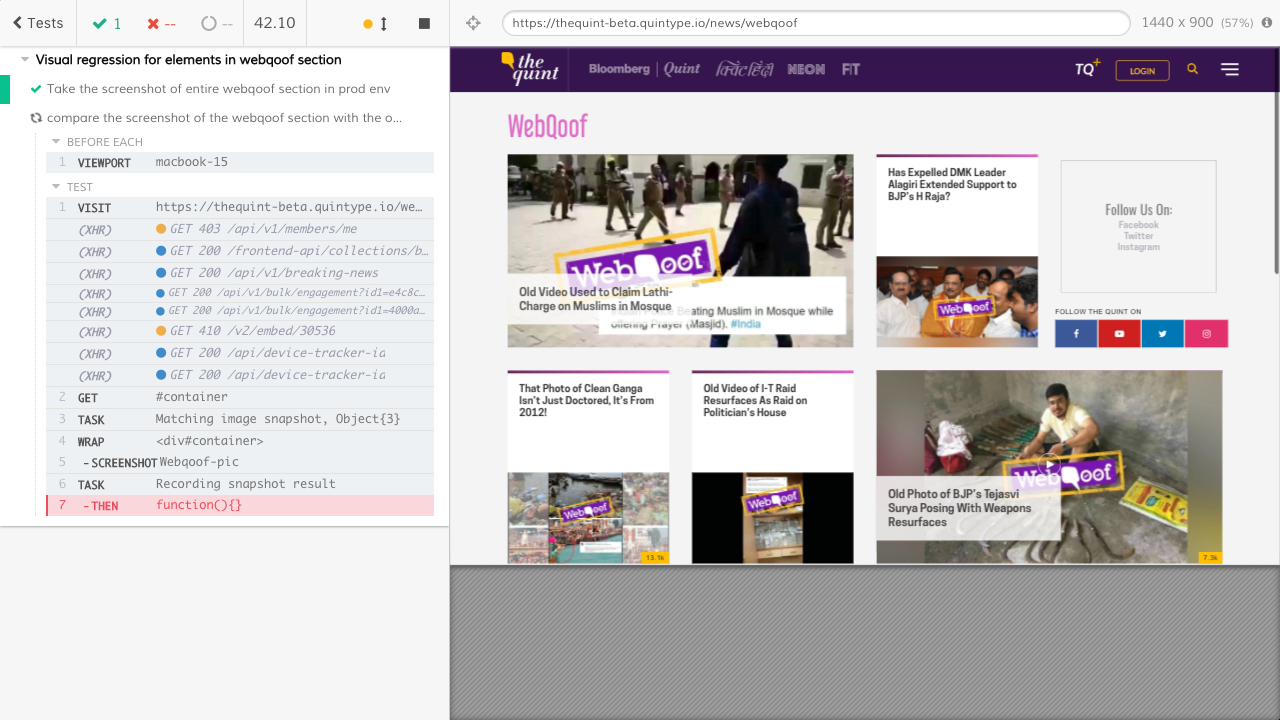 Tests
1
--
--
42.10
https://thequint-beta.quintype.io/news/webqoof
1440 x 900 (57%)
Visual regression for elements in webqoof section
Take the screenshot of entire webqoof section in prod env
compare the screenshot of the webqoof section with the o...
BEFORE EACH
1 VIEWPORT macbook-15
TEST
1 VISIT https://thequint-beta.quintype.io/we…
(XHR) GET 403 /api/v1/members/me
(XHR) GET 200 /frontend-api/collections/b…
(XHR) GET 200 /api/v1/breaking-news
(XHR) GET 200 /api/v1/bulk/engagement?id1=e4c8c…
(XHR) GET 200 /api/v1/bulk/engagement?id1=4000a…
(XHR) GET 410 /v2/embed/30536
(XHR) GET 200 /api/device-tracker-id
(XHR) GET 200 /api/device-tracker-id
2 GET #container
3 TASK Matching image snapshot, Object{3}
4 WRAP <div#container>
5 -SCREENSHOT Webqoof-pic
6 TASK Recording snapshot result
-THEN function(){}
the quint
Bloomberg | Quint
क्विंट हिंदी
NEON
FIT
TQ+
LOGIN
WebQoof
WebQoof
Old Video Used to Claim Lathi-
Charge on Muslims in Mosque
Beating Muslim in Mosque while
offering Prayer (Masjid). #India
Has Expelled DMK Leader
Alagiri Extended Support to
BJP's H Raja?
WebQoof
Follow Us On:
Facebook
Twitter
Instagram
FOLLOW THE QUINT ON
That Photo of Clean Ganga
Isn't Just Doctored, It's From
2012!
WebQoof
13.1k
Old Video of I-T Raid
Resurfaces As Raid on
Politician's House
WebQoof
WebQoof
Old Photo of BJP's Tejasvi
Surya Posing With Weapons
Resurfaces
7.3k